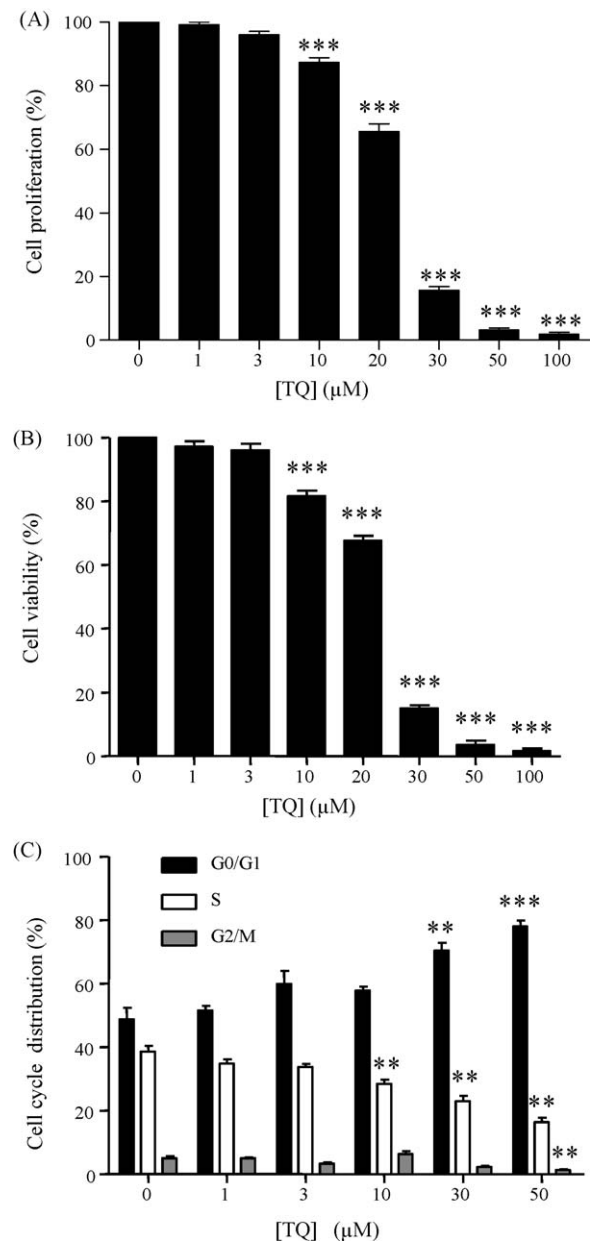 (A)
Cell proliferation (%)
100
80
60
40
20
0
***
***
***
***
***
0 1 3 10 20 30 50 100
[TQ] (µM)
(B)
Cell viability (%)
100
80
60
40
20
0
***
***
***
***
***
0 1 3 10 20 30 50 100
[TQ] (µM)
(C)
Cell cycle distribution (%)
100
80
60
40
20
0
G0/G1
S
G2/M
**
**
**
***
**
**
0 1 3 10 30 50
[TQ] (µM)